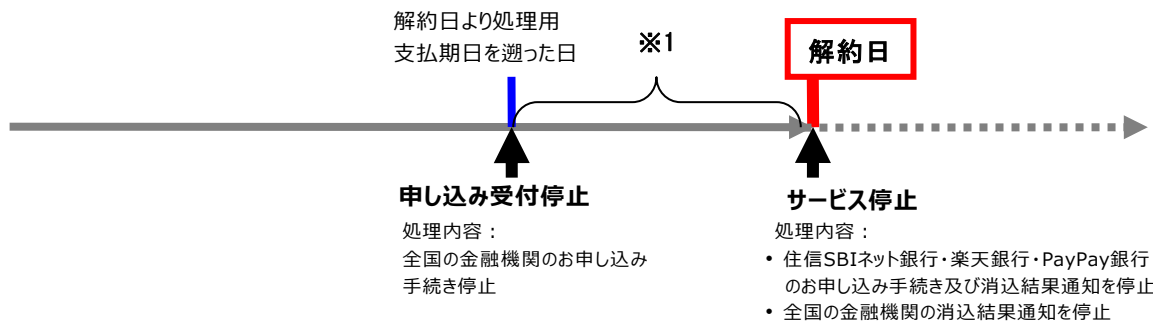 解約日より処理用
支払期日を遡った日
※1
解約日
申し込み受付停止
処理内容：
全国の金融機関のお申し込み
手続き停止
サービス停止
処理内容：
• 住信SBIネット銀行・楽天銀行・PayPay銀行
のお申し込み手続き及び消込結果通知を停止
• 全国の金融機関の消込結果通知を停止